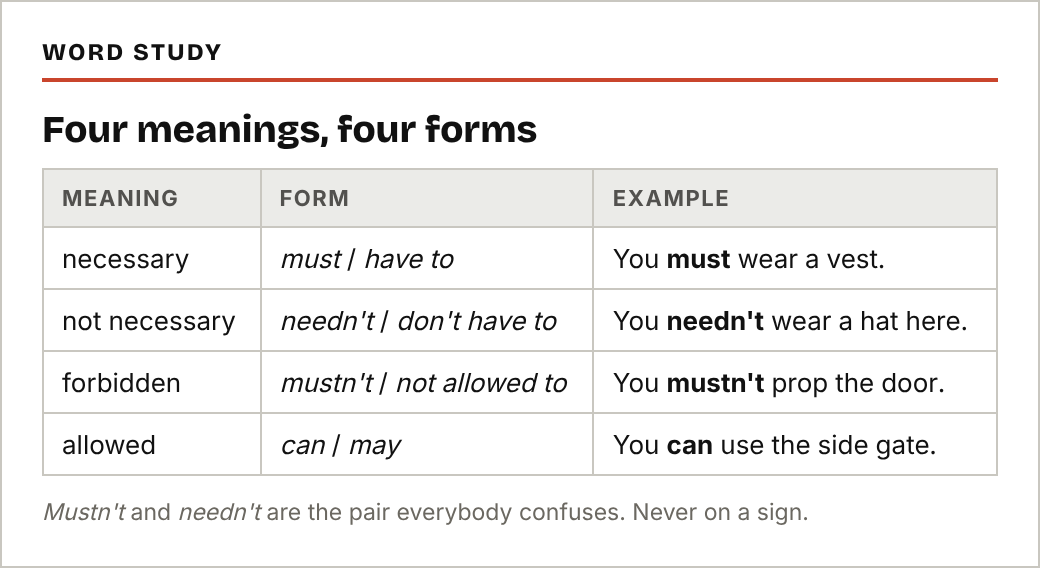 WORD STUDY
Four meanings, four forms
MEANING FORM EXAMPLE
necessary must / have to You must wear a vest.
not necessary needn't / don't have to You needn't wear a hat here.
forbidden mustn't / not allowed to You mustn't prop the door.
allowed can / may You can use the side gate.
Mustn't and needn't are the pair everybody confuses. Never on a sign.